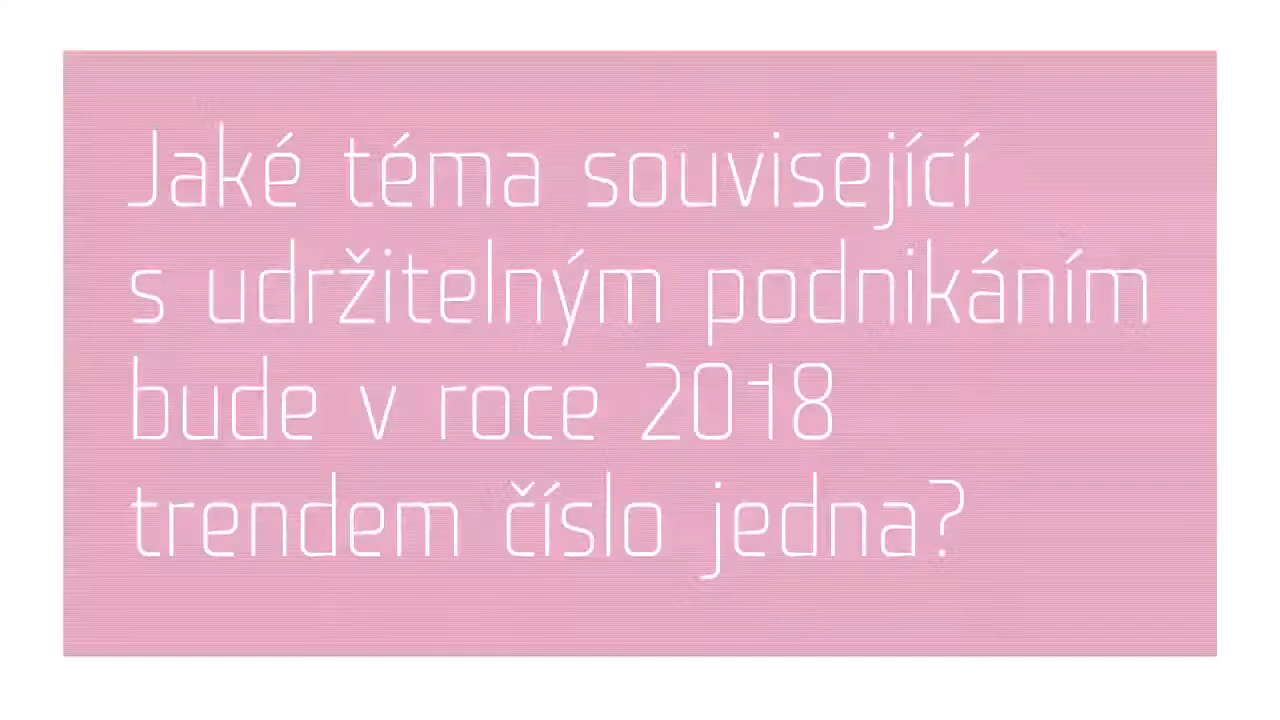 Jaké téma související
s udržitelným podnikáním
bude v roce 2018
trendem číslo jedna?